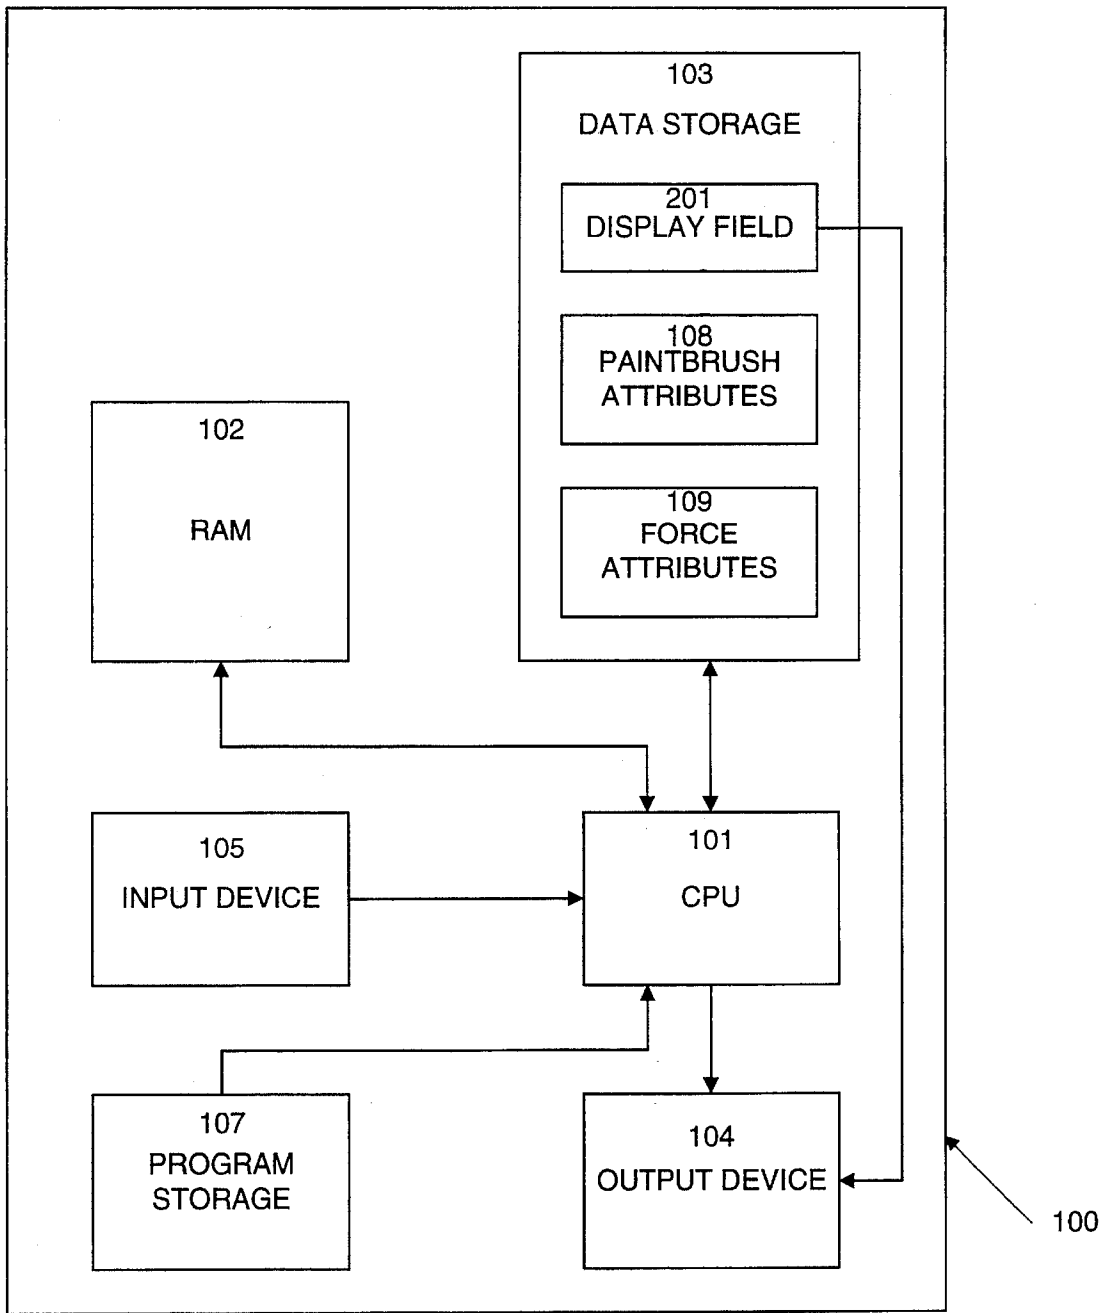 103
DATA STORAGE
201
DISPLAY FIELD
108
PAINTBRUSH
ATTRIBUTES
109
FORCE
ATTRIBUTES
102
RAM
105
INPUT DEVICE
101
CPU
107
PROGRAM
STORAGE
104
OUTPUT DEVICE
100